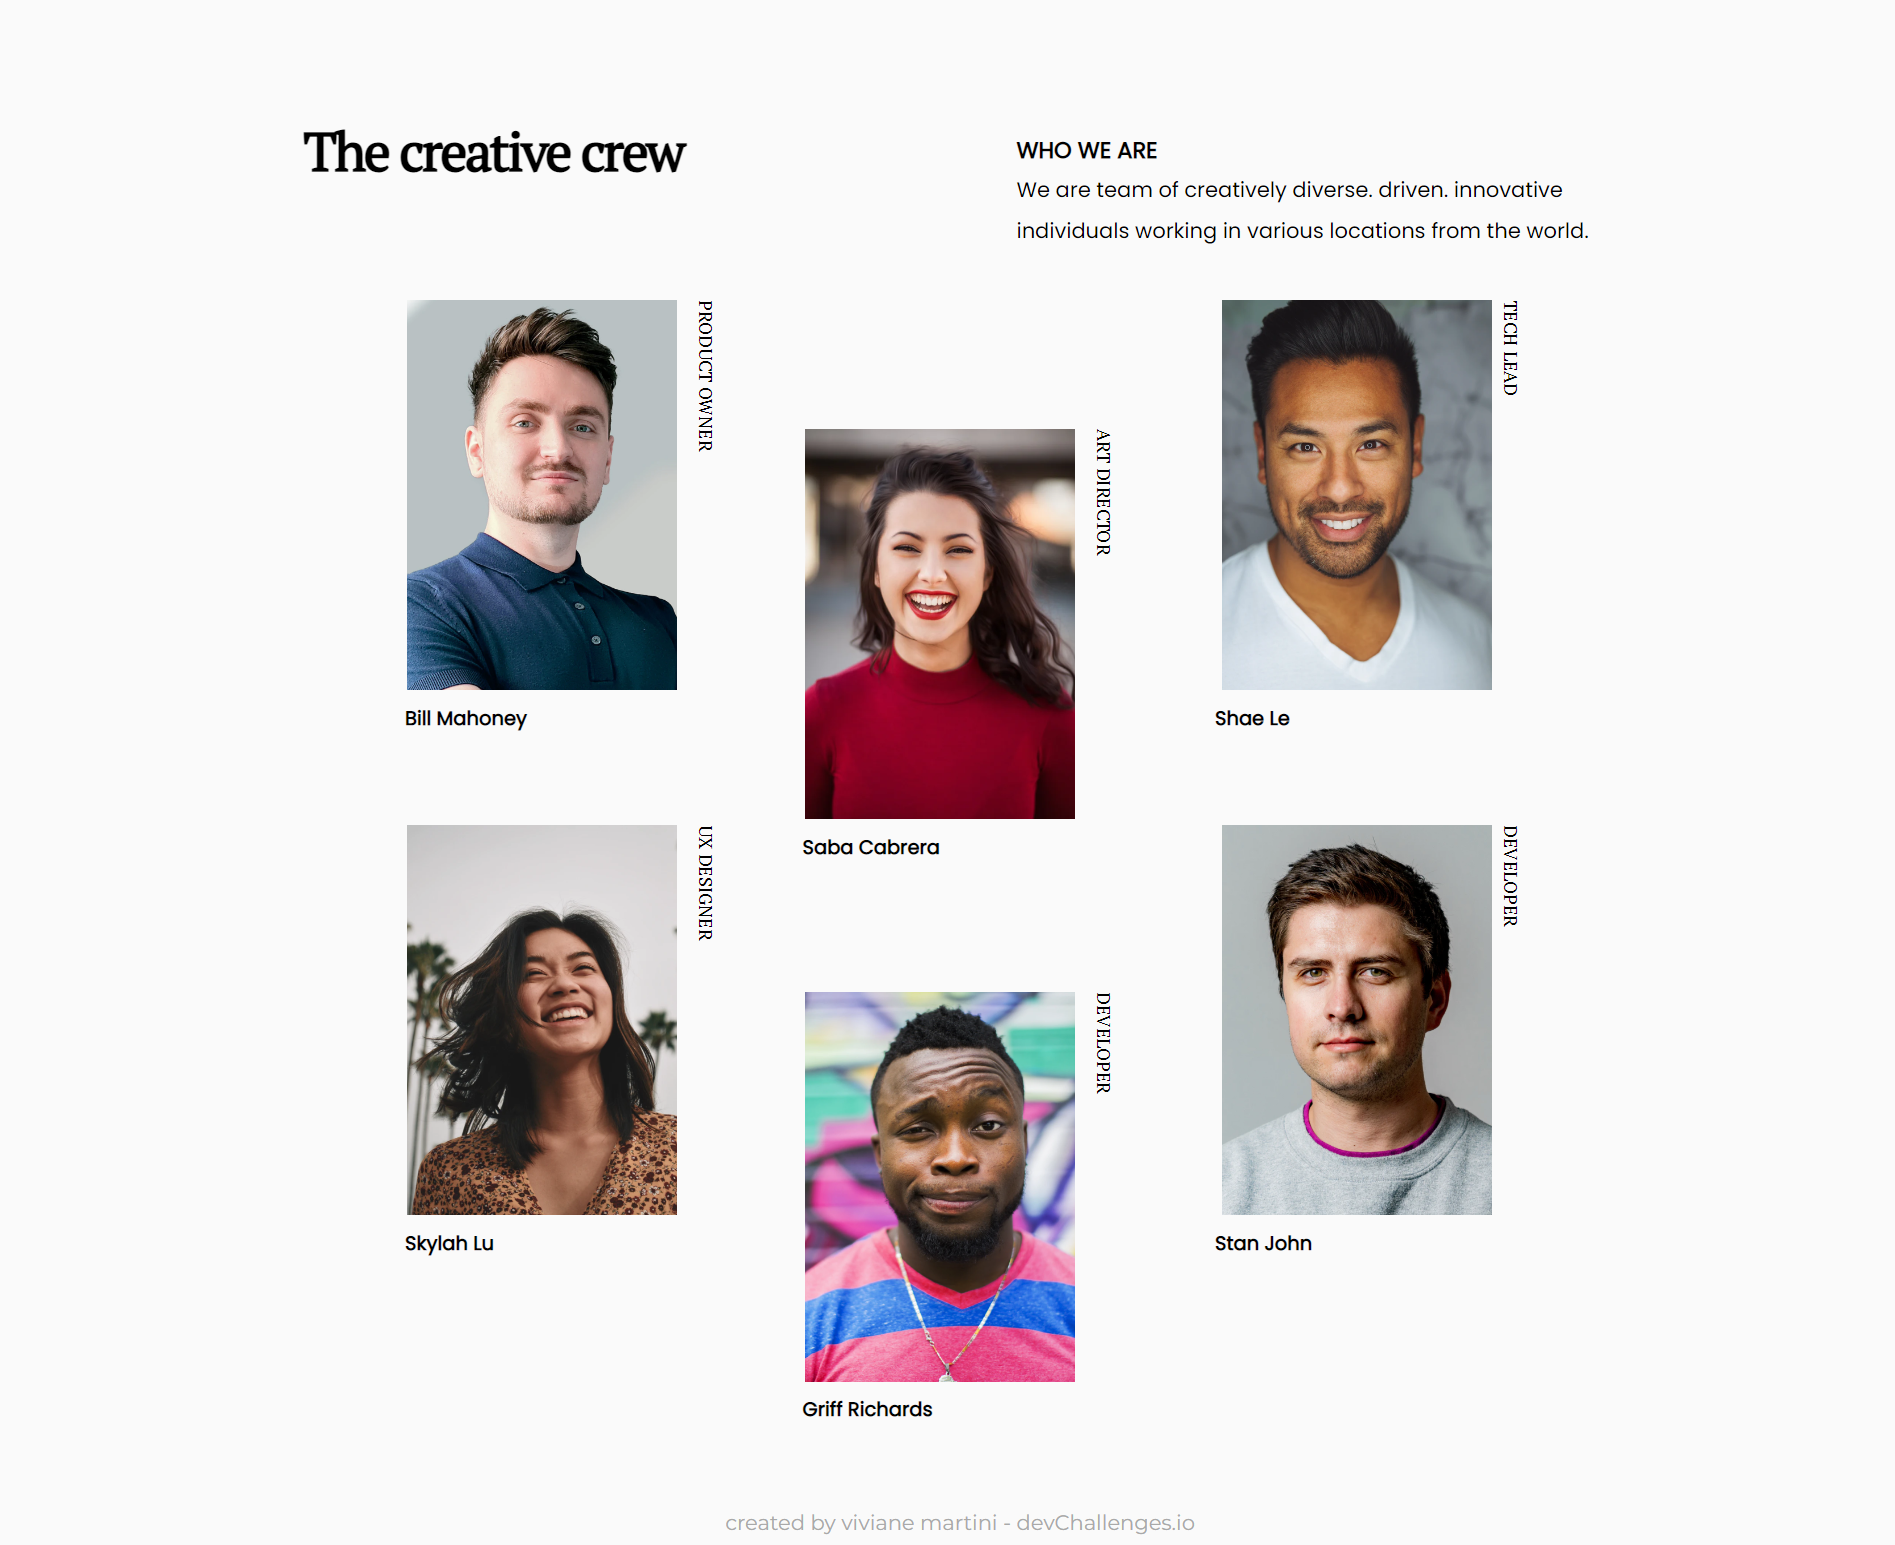 The creative crew
WHO WE ARE
We are team of creatively diverse. driven. innovative
individuals working in various locations from the world.
PRODUCT OWNER
Bill Mahoney
ART DIRECTOR
Saba Cabrera
TECH LEAD
Shae Le
UX DESIGNER
Skylah Lu
DEVELOPER
Griff Richards
DEVELOPER
Stan John
created by viviane martini - devChallenges.io